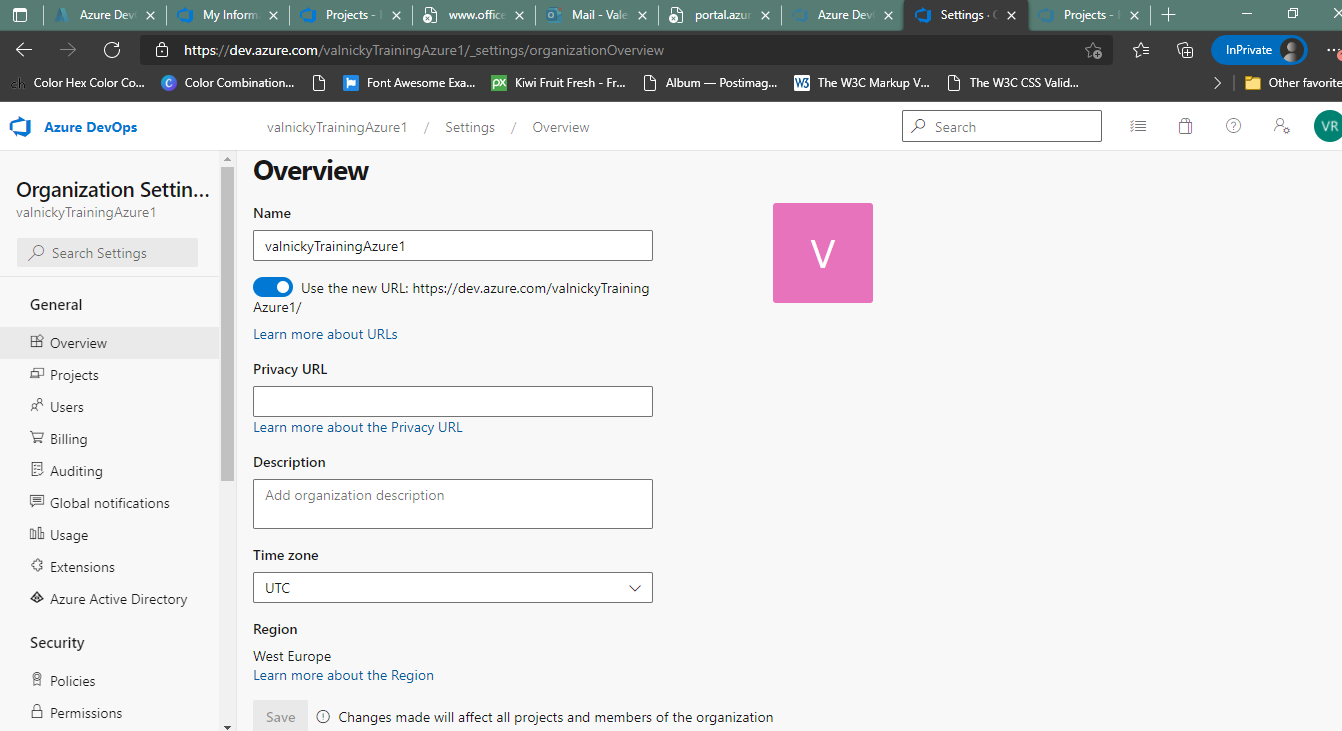 Azure Dev
My Inform
Projects -
www.office
Mail - Vale
portal.azur
Azure Dev
Settings ·
Projects -
https://dev.azure.com/valnickyTrainingAzure1/_settings/organizationOverview
InPrivate
ch Color Hex Color Co...
C Color Combination...
Font Awesome Exa...
PX Kiwi Fruit Fresh - Fr...
Album — Postimag...
W3 The W3C Markup V...
The W3C CSS Valid...
Other favorite
Azure DevOps
valnickyTrainingAzure1 / Settings / Overview
Search
VR
Organization Settin...
valnickyTrainingAzure1
Search Settings
General
Overview
Projects
Users
Billing
Auditing
Global notifications
Usage
Extensions
Azure Active Directory
Security
Policies
Permissions
Overview
Name
valnickyTrainingAzure1
V
Use the new URL: https://dev.azure.com/valnickyTraining
Azure1/
Learn more about URLs
Privacy URL
Learn more about the Privacy URL
Description
Add organization description
Time zone
UTC
Region
West Europe
Learn more about the Region
Save
Changes made will affect all projects and members of the organization